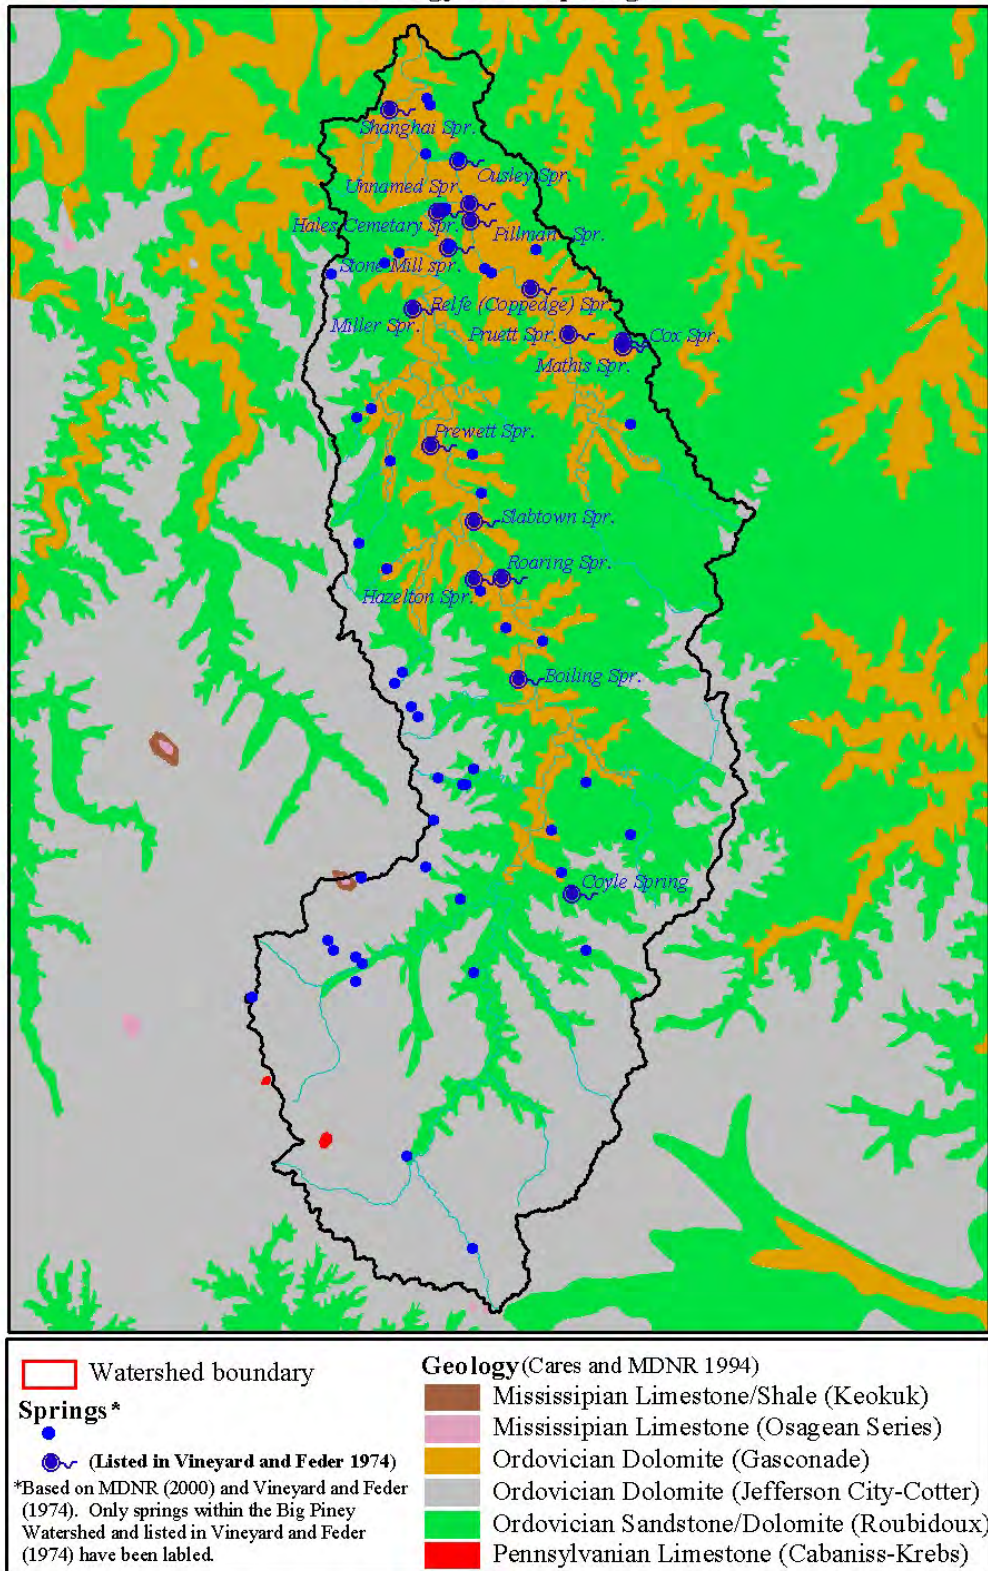 Shanghai Spr.
Ousley Spr.
Unnamed Spr.
Hales Cemetary spr.
Pillman Spr.
Stone Mill spr.
Relfe (Coppedge) Spr.
Miller Spr.
Pruett Spr.
Cox Spr.
Mathis Spr.
Prewett Spr.
Slabtown Spr.
Roaring Spr.
Hazelton Spr.
Boiling Spr.
Coyle Spring
Watershed boundary
Springs*
(Listed in Vineyard and Feder 1974)
*Based on MDNR (2000) and Vineyard and Feder
(1974). Only springs within the Big Piney
Watershed and listed in Vineyard and Feder
(1974) have been labled.
Geology (Cares and MDNR 1994)
Mississipian Limestone/Shale (Keokuk)
Mississipian Limestone (Osagean Series)
Ordovician Dolomite (Gasconade)
Ordovician Dolomite (Jefferson City-Cotter)
Ordovician Sandstone/Dolomite (Roubidoux)
Pennsylvanian Limestone (Cabaniss-Krebs)